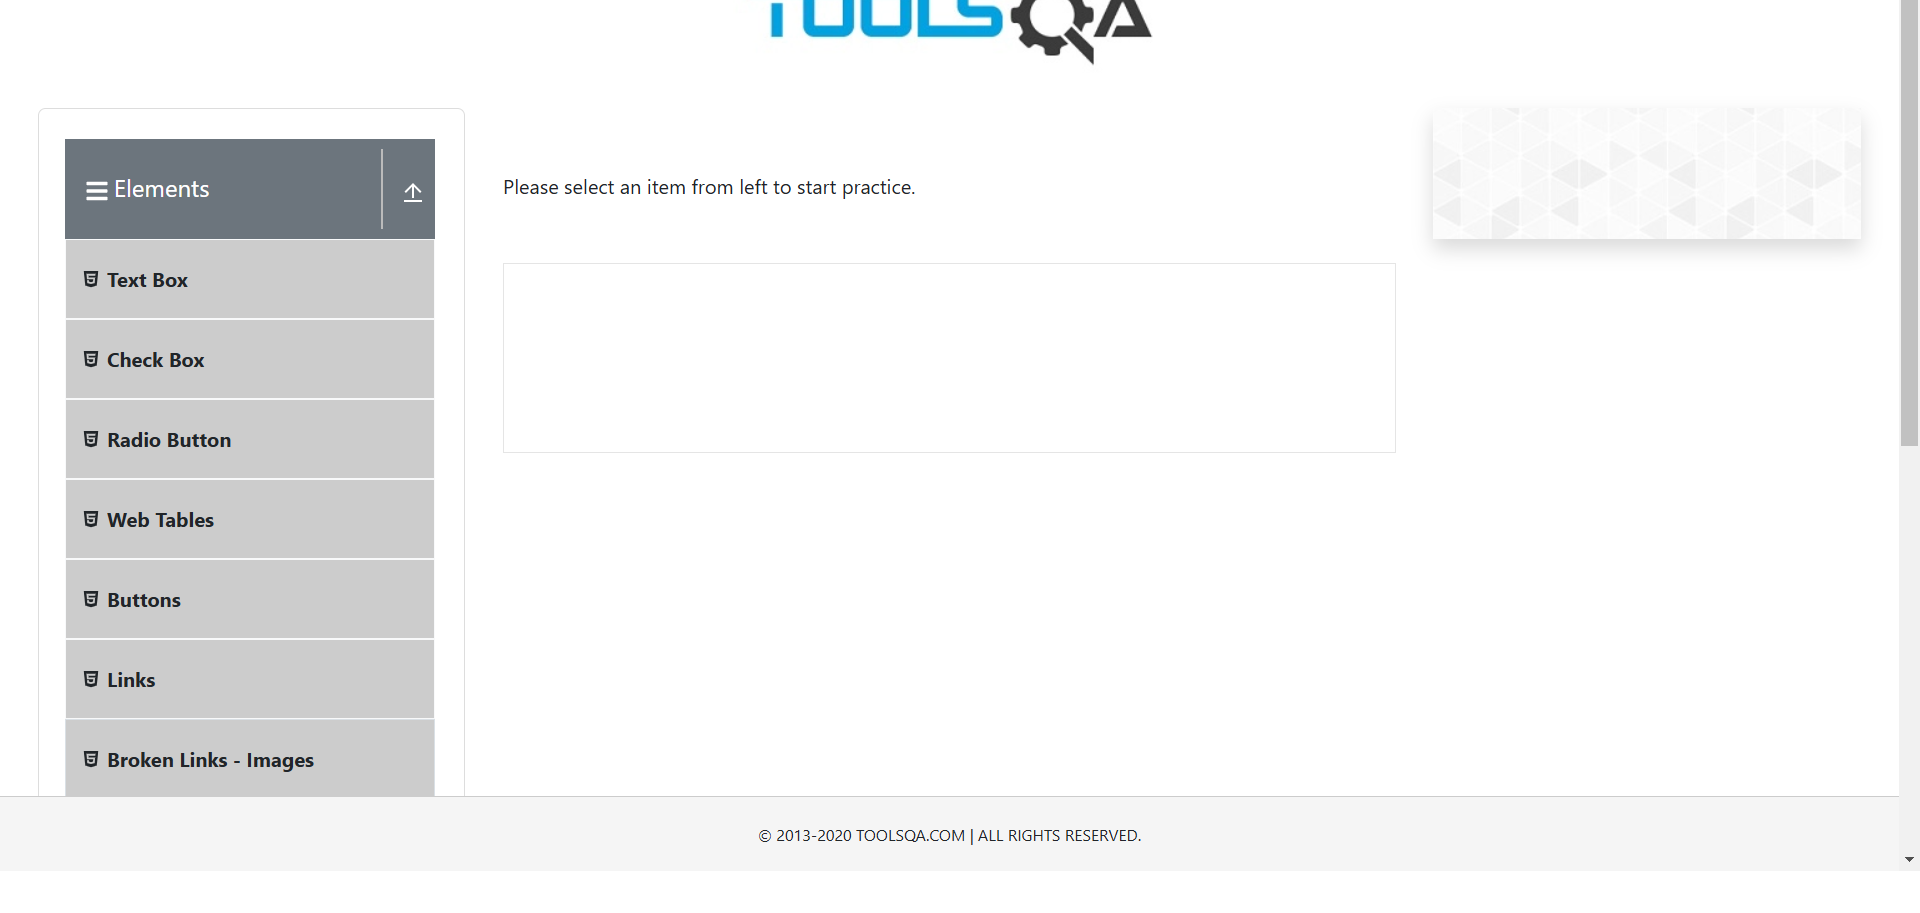 TOOLSQA
Elements
Please select an item from left to start practice.
Text Box
Check Box
Radio Button
Web Tables
Buttons
Links
Broken Links - Images
© 2013-2020 TOOLSQA.COM | ALL RIGHTS RESERVED.